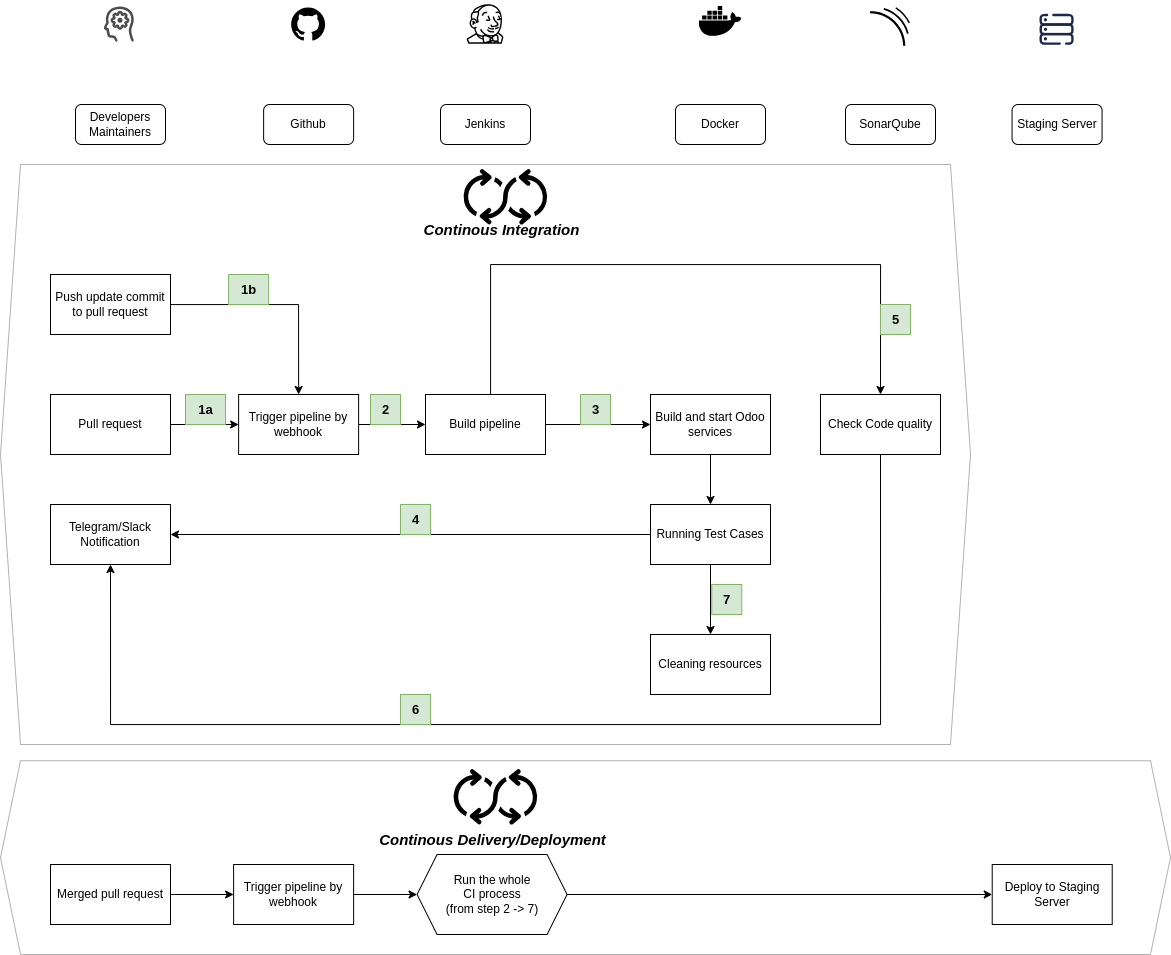 Developers
Maintainers
Github
Jenkins
Docker
SonarQube
Staging Server
Continous Integration
Push update commit
to pull request
1b
5
Pull request
1a
Trigger pipeline by
webhook
2
Build pipeline
3
Build and start Odoo
services
Check Code quality
Telegram/Slack
Notification
4
Running Test Cases
7
Cleaning resources
6
Continous Delivery/Deployment
Merged pull request
Trigger pipeline by
webhook
Run the whole
CI process
(from step 2 -> 7)
Deploy to Staging
Server